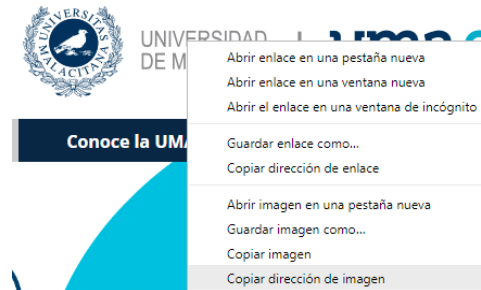 UNIVERSITAS
MALACITANA
UNIVERSIDAD
DE M
uma
Conoce la UMA
Abrir enlace en una pestaña nueva
Abrir enlace en una ventana nueva
Abrir el enlace en una ventana de incógnito
Guardar enlace como...
Copiar dirección de enlace
Abrir imagen en una pestaña nueva
Guardar imagen como...
Copiar imagen
Copiar dirección de imagen